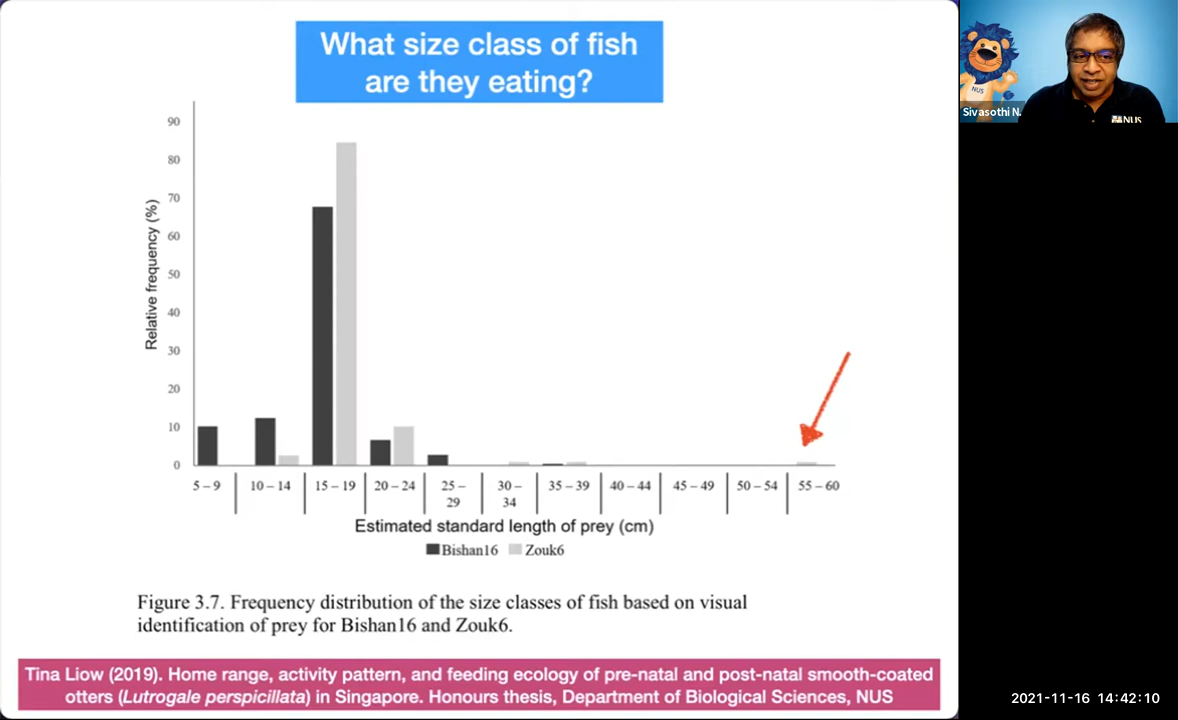 What size class of fish
are they eating?
Relative frequency (%)
90
80
70
60
50
40
30
20
10
0
5 – 9
10 – 14
15 – 19
20 – 24
25 –
29
30 –
34
35 – 39
40 – 44
45 – 49
50 – 54
55 – 60
Estimated standard length of prey (cm)
Bishan16 Zouk6
Figure 3.7. Frequency distribution of the size classes of fish based on visual
identification of prey for Bishan16 and Zouk6.
Tina Liow (2019). Home range, activity pattern, and feeding ecology of pre-natal and post-natal smooth-coated
otters (Lutrogale perspicillata) in Singapore. Honours thesis, Department of Biological Sciences, NUS
NUS
Sivasothi N.
NUS
2021-11-16 14:42:10